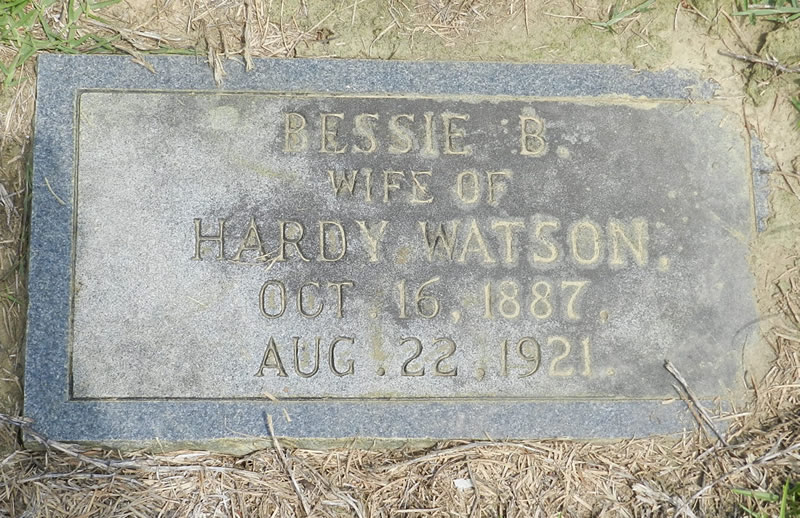 BESSIE B.
WIFE OF
HARDY WATSON.
OCT. 16, 1887.
AUG. 22, 1921.